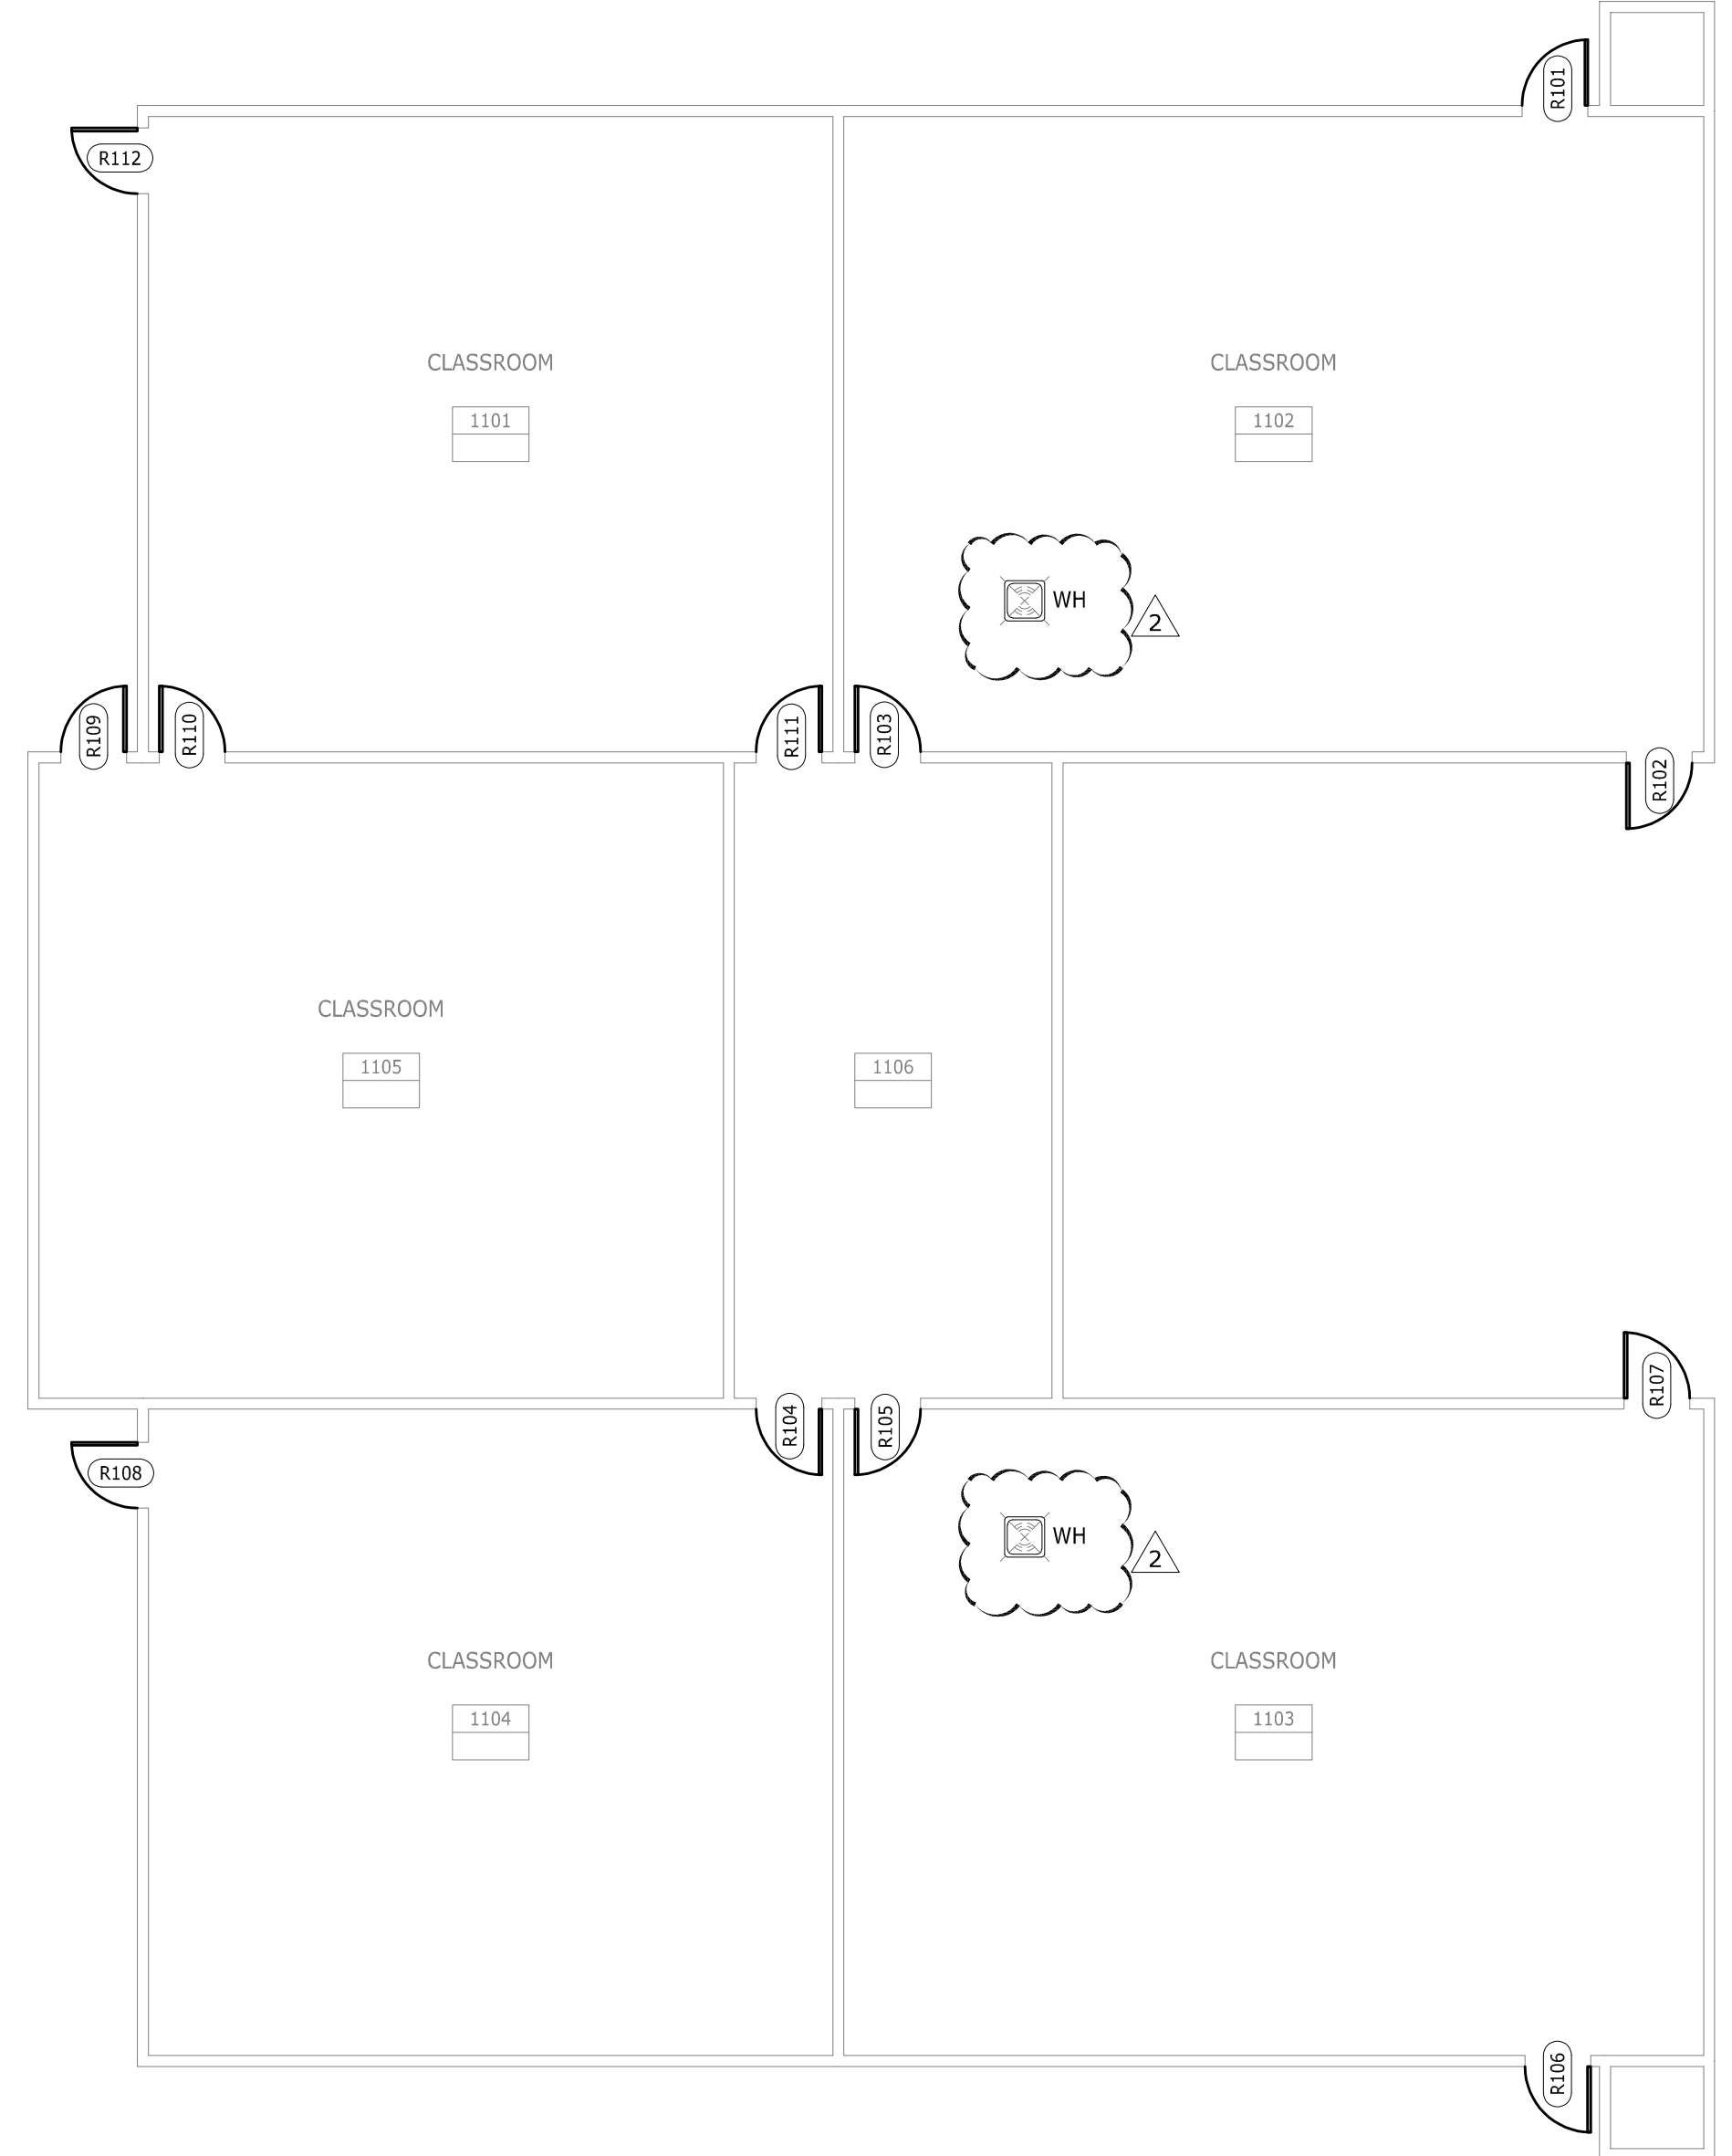 R101
R112
CLASSROOM
1101
CLASSROOM
1102
WH
2
R109
R110
R111
R103
R102
CLASSROOM
1105
1106
R107
R104
R105
R108
WH
2
CLASSROOM
1104
CLASSROOM
1103
R106